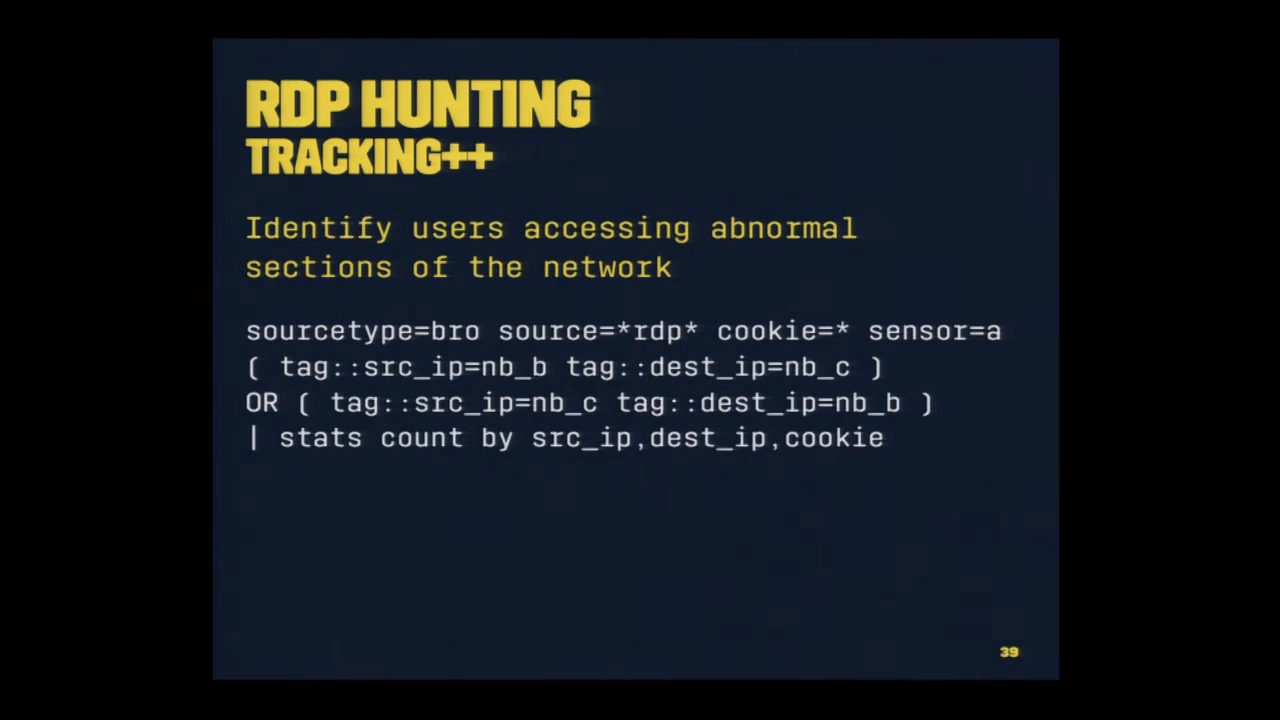 RDP HUNTING
TRACKING++
Identify users accessing abnormal
sections of the network
sourcetype=bro source=*rdp* cookie=* sensor=a
( tag::src_ip=nb_b tag::dest_ip=nb_c )
OR ( tag::src_ip=nb_c tag::dest_ip=nb_b )
| stats count by src_ip,dest_ip,cookie
39